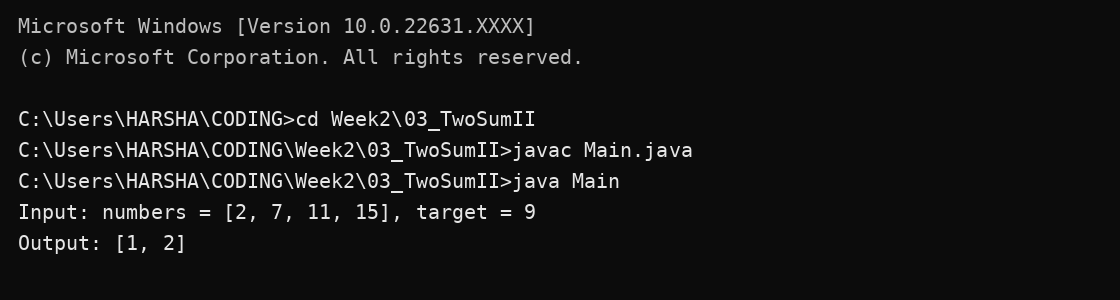 Microsoft Windows [Version 10.0.22631.XXXX]
(c) Microsoft Corporation. All rights reserved.
C:\Users\HARSHA\CODING>cd Week2\03_TwoSumII
C:\Users\HARSHA\CODING\Week2\03_TwoSumII>javac Main.java
C:\Users\HARSHA\CODING\Week2\03_TwoSumII>java Main
Input: numbers = [2, 7, 11, 15], target = 9
Output: [1, 2]